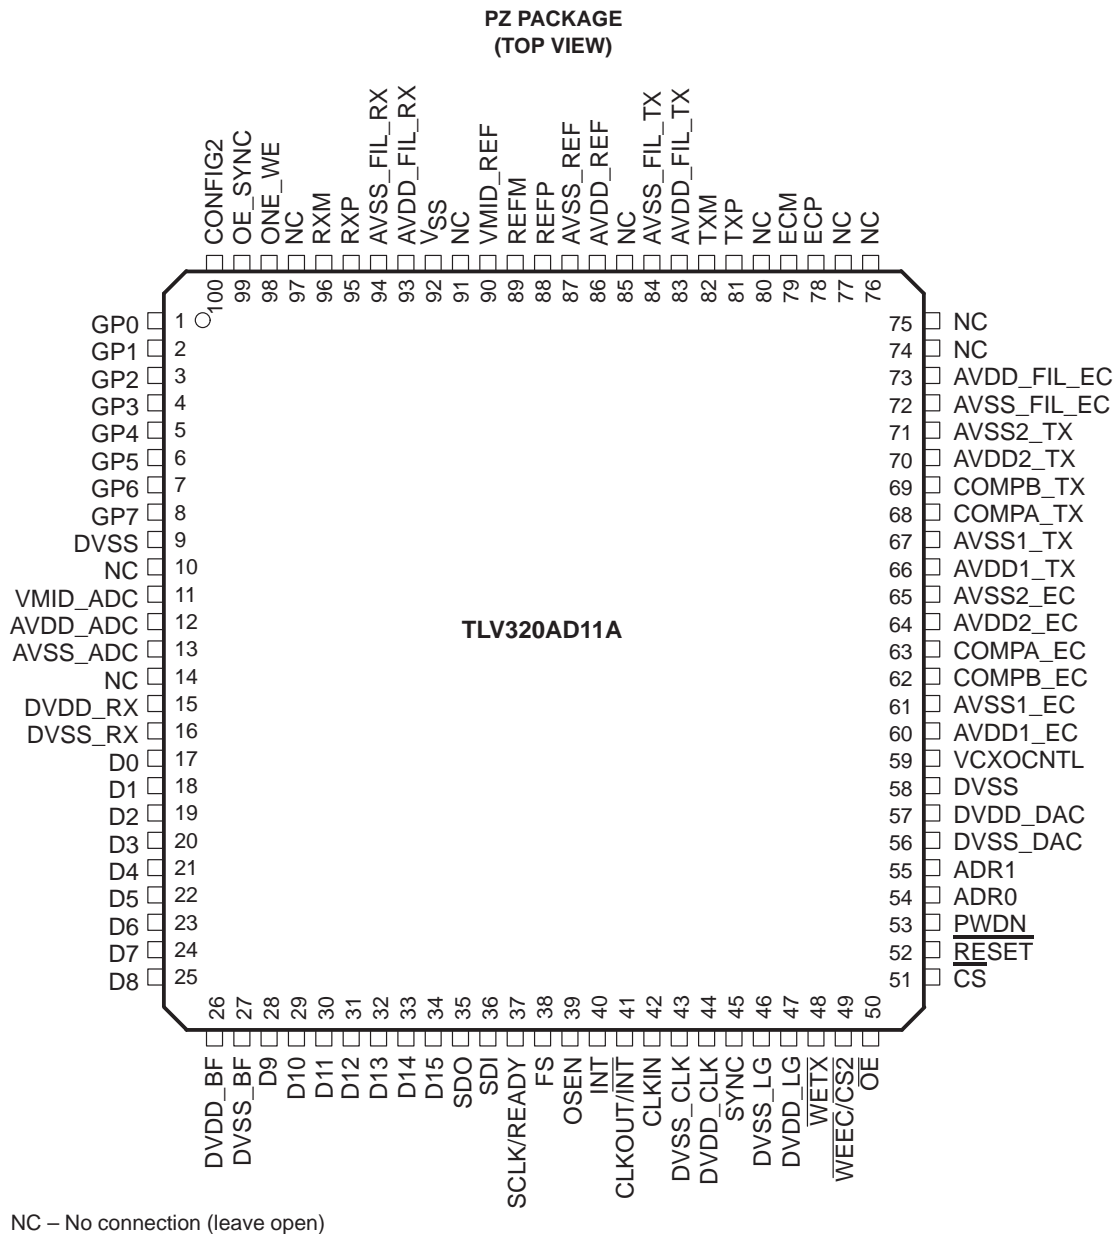 PZ PACKAGE
(TOP VIEW)
CONFIG2
OE_SYNC
ONE_WE
NC
RXM
RXP
AVSS_FIL_RX
AVDD_FIL_RX
VSS
NC
VMID_REF
REFM
REFP
AVSS_REF
AVDD_REF
NC
AVSS_FIL_TX
AVDD_FIL_TX
TXM
TXP
NC
ECM
ECP
NC
NC
100
99
98
97
96
95
94
93
92
91
90
89
88
87
86
85
84
83
82
81
80
79
78
77
76
GP0 1
GP1 2
GP2 3
GP3 4
GP4 5
GP5 6
GP6 7
GP7 8
DVSS 9
NC 10
VMID_ADC 11
AVDD_ADC 12
AVSS_ADC 13
NC 14
DVDD_RX 15
DVSS_RX 16
D0 17
D1 18
D2 19
D3 20
D4 21
D5 22
D6 23
D7 24
D8 25
TLV320AD11A
75 NC
74 NC
73 AVDD_FIL_EC
72 AVSS_FIL_EC
71 AVSS2_TX
70 AVDD2_TX
69 COMPB_TX
68 COMPA_TX
67 AVSS1_TX
66 AVDD1_TX
65 AVSS2_EC
64 AVDD2_EC
63 COMPA_EC
62 COMPB_EC
61 AVSS1_EC
60 AVDD1_EC
59 VCXOCNTL
58 DVSS
57 DVDD_DAC
56 DVSS_DAC
55 ADR1
54 ADR0
53 PWDN
52 RESET
51 CS
26
27
28
29
30
31
32
33
34
35
36
37
38
39
40
41
42
43
44
45
46
47
48
49
50
DVDD_BF
DVSS_BF
D9
D10
D11
D12
D13
D14
D15
SDO
SDI
SCLK/READY
FS
OSEN
INT
CLKOUT/INT
CLKIN
DVSS_CLK
DVDD_CLK
SYNC
DVSS_LG
DVDD_LG
WETX
WEEC/CS2
OE
NC – No connection (leave open)